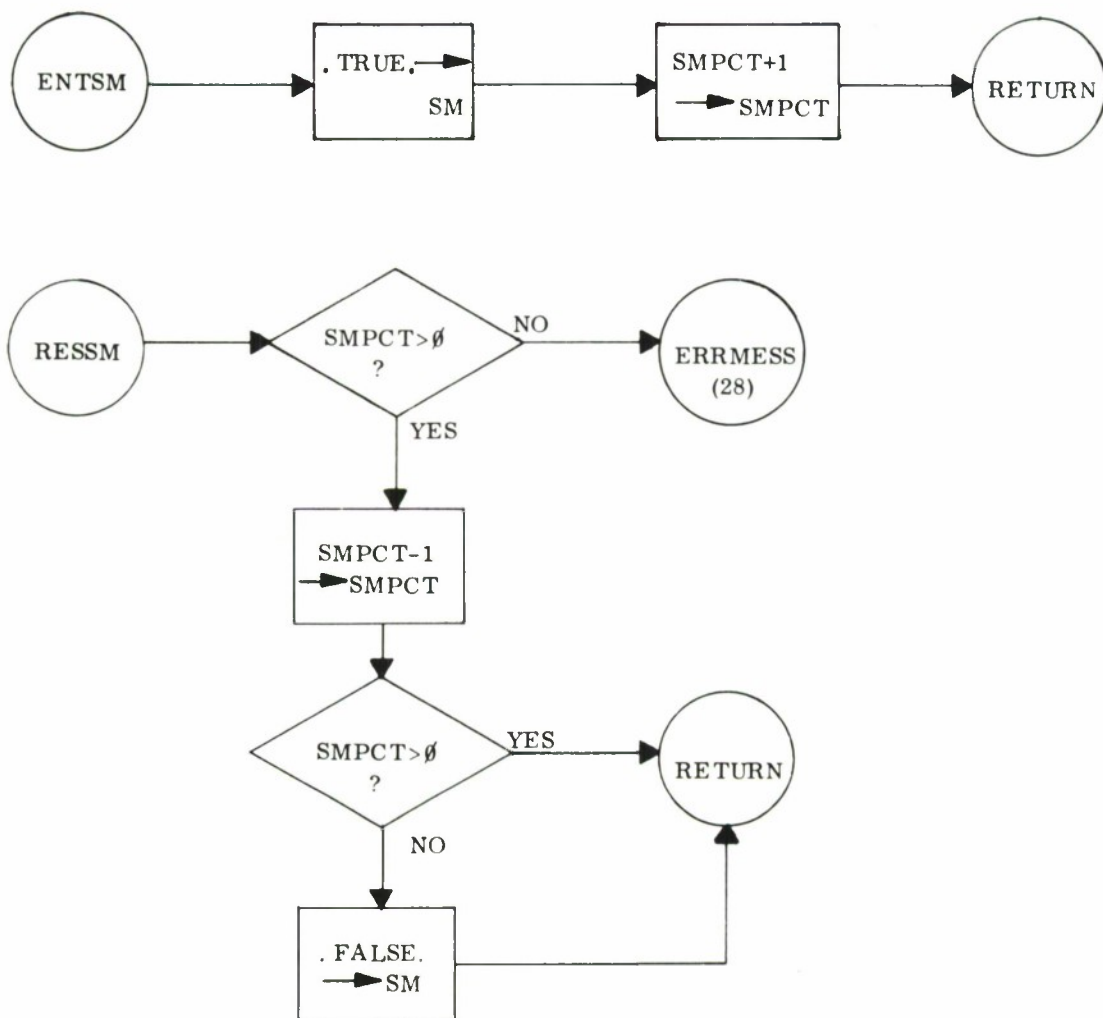 ENTSM
.TRUE.→
SM
SMPCT+1
→SMPCT
RETURN
RESSM
SMPCT>Ø
?
NO
ERRMESS
(28)
YES
SMPCT-1
→SMPCT
SMPCT>Ø
?
YES
RETURN
NO
.FALSE.
→SM